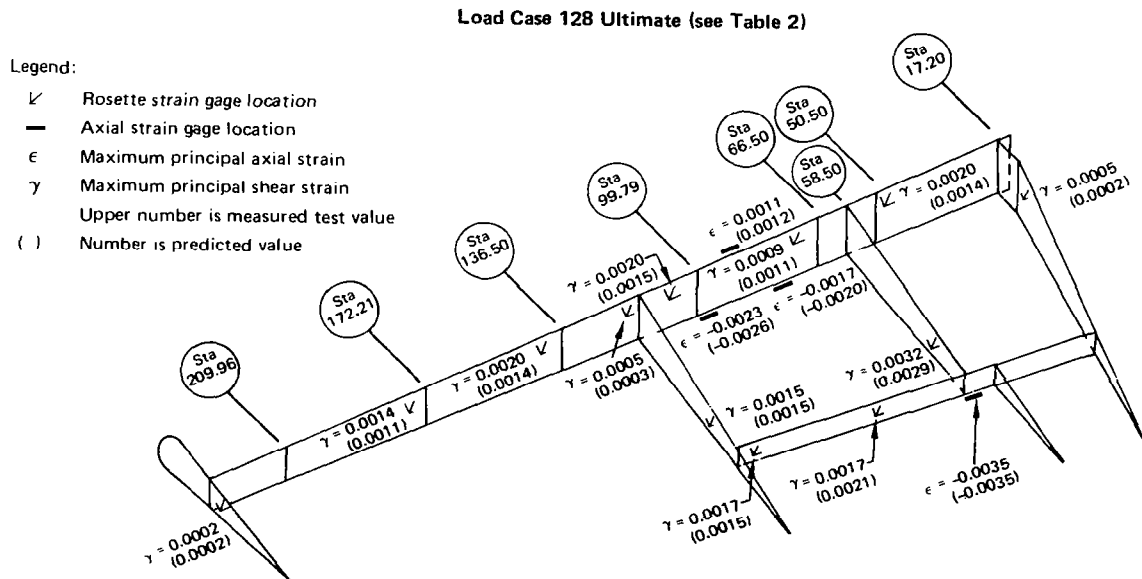 Load Case 128 Ultimate (see Table 2)
Legend:
Rosette strain gage location
Axial strain gage location
ϵ Maximum principal axial strain
γ Maximum principal shear strain
Upper number is measured test value
( ) Number is predicted value
Sta
17.20
Sta
50.50
Sta
66.50
Sta
58.50
Sta
99.79
Sta
136.50
Sta
172.21
Sta
209.96
γ = 0.0005
(0.0002)
γ = 0.0020
(0.0014)
ϵ = 0.0011
(0.0012)
γ = 0.0009
(0.0011)
γ = 0.0020
(0.0015)
ϵ = -0.0017
(-0.0020)
ϵ = -0.0023
(-0.0026)
γ = 0.0005
(0.0003)
γ = 0.0020
(0.0014)
γ = 0.0014
(0.0011)
γ = 0.0032
(0.0029)
γ = 0.0015
(0.0015)
γ = 0.0017
(0.0021)
ϵ = -0.0035
(-0.0035)
γ = 0.0017
(0.0015)
γ = 0.0002
(0.0002)